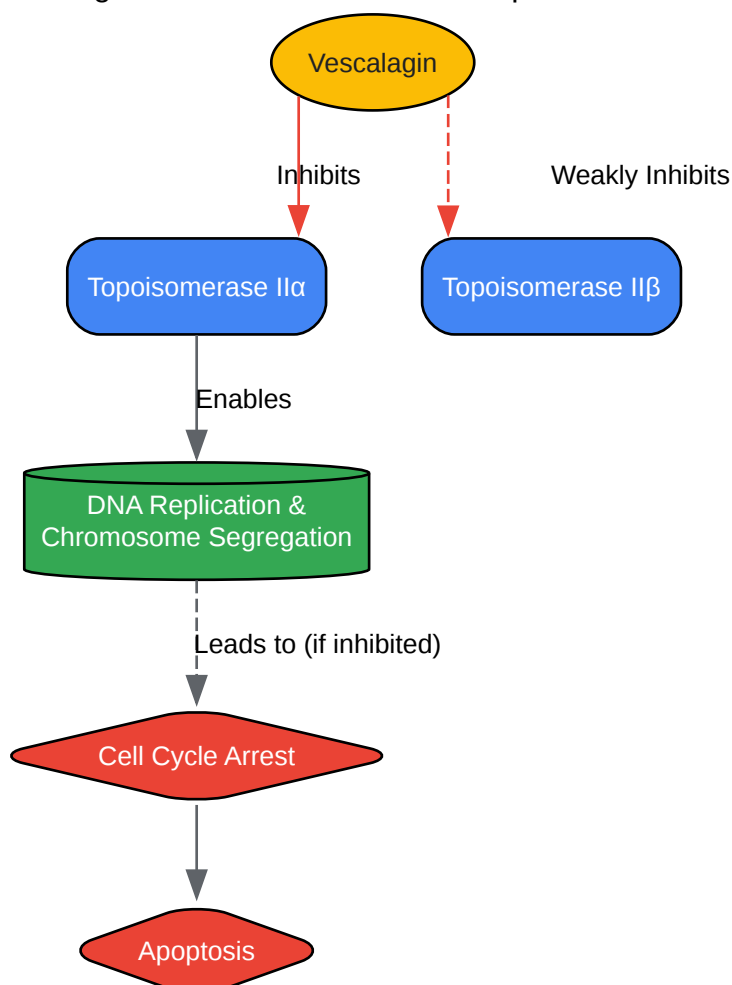 Vescalagin
Inhibits
Weakly Inhibits
Topoisomerase IIα
Topoisomerase IIβ
Enables
DNA Replication &
Chromosome Segregation
Leads to (if inhibited)
Cell Cycle Arrest
Apoptosis